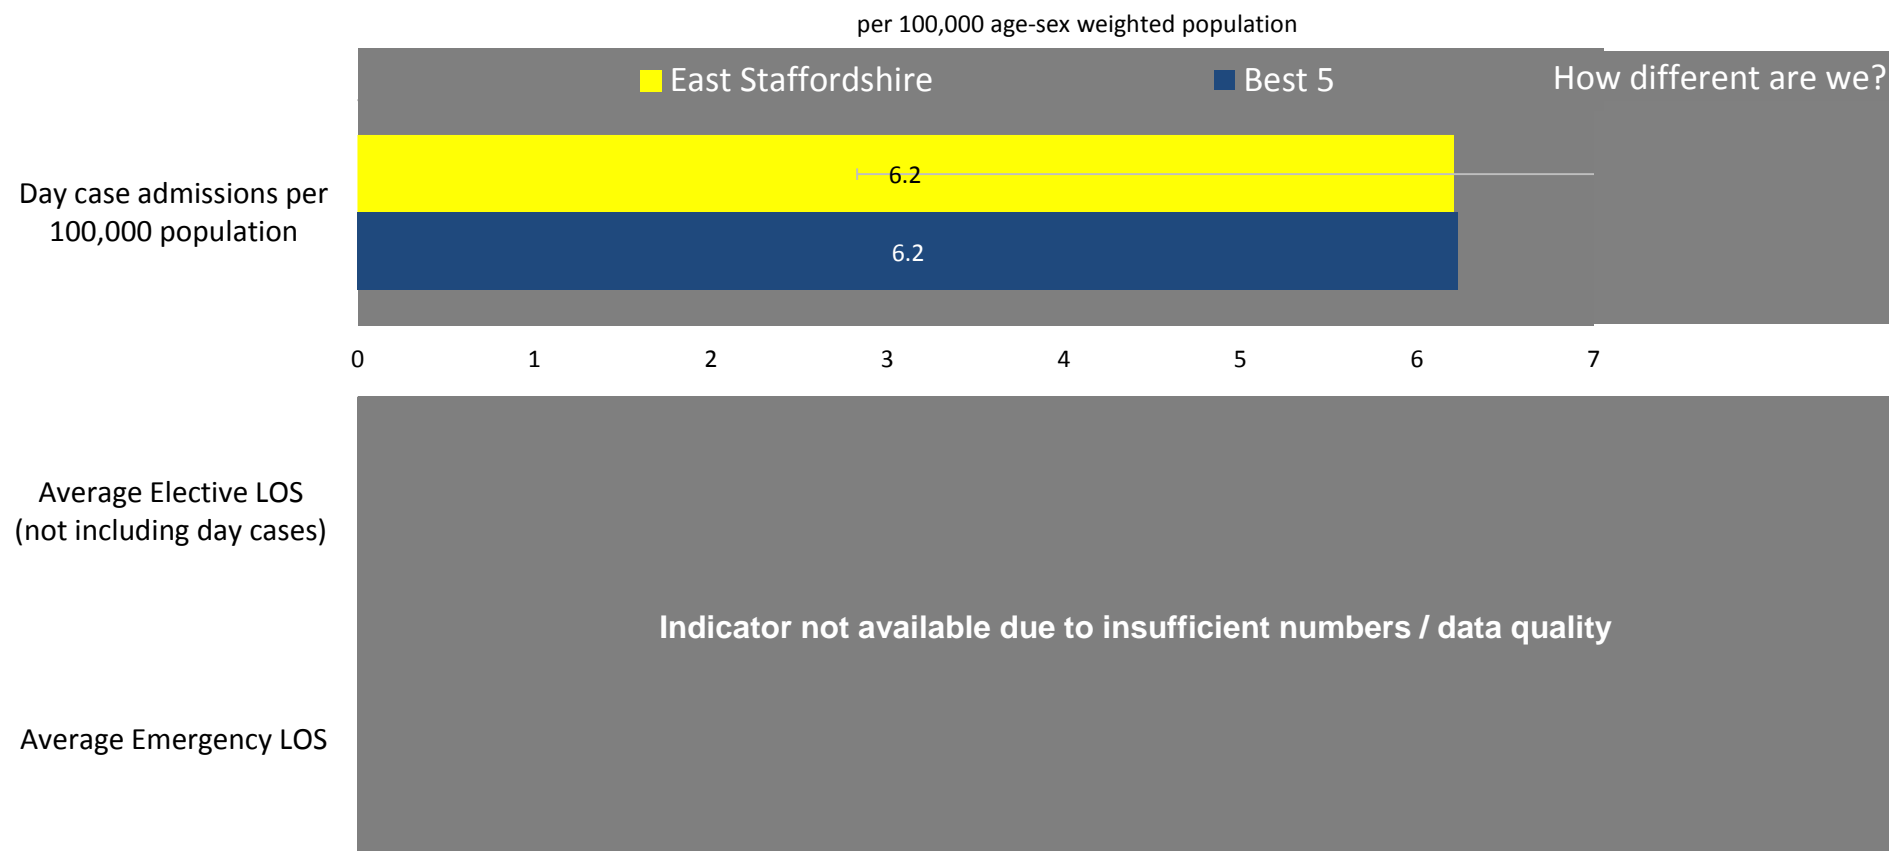 per 100,000 age-sex weighted population
East Staffordshire
Best 5
How different are we?
Day case admissions per
100,000 population
6.2
6.2
0 1 2 3 4 5 6 7
Average Elective LOS
(not including day cases)
Indicator not available due to insufficient numbers / data quality
Average Emergency LOS